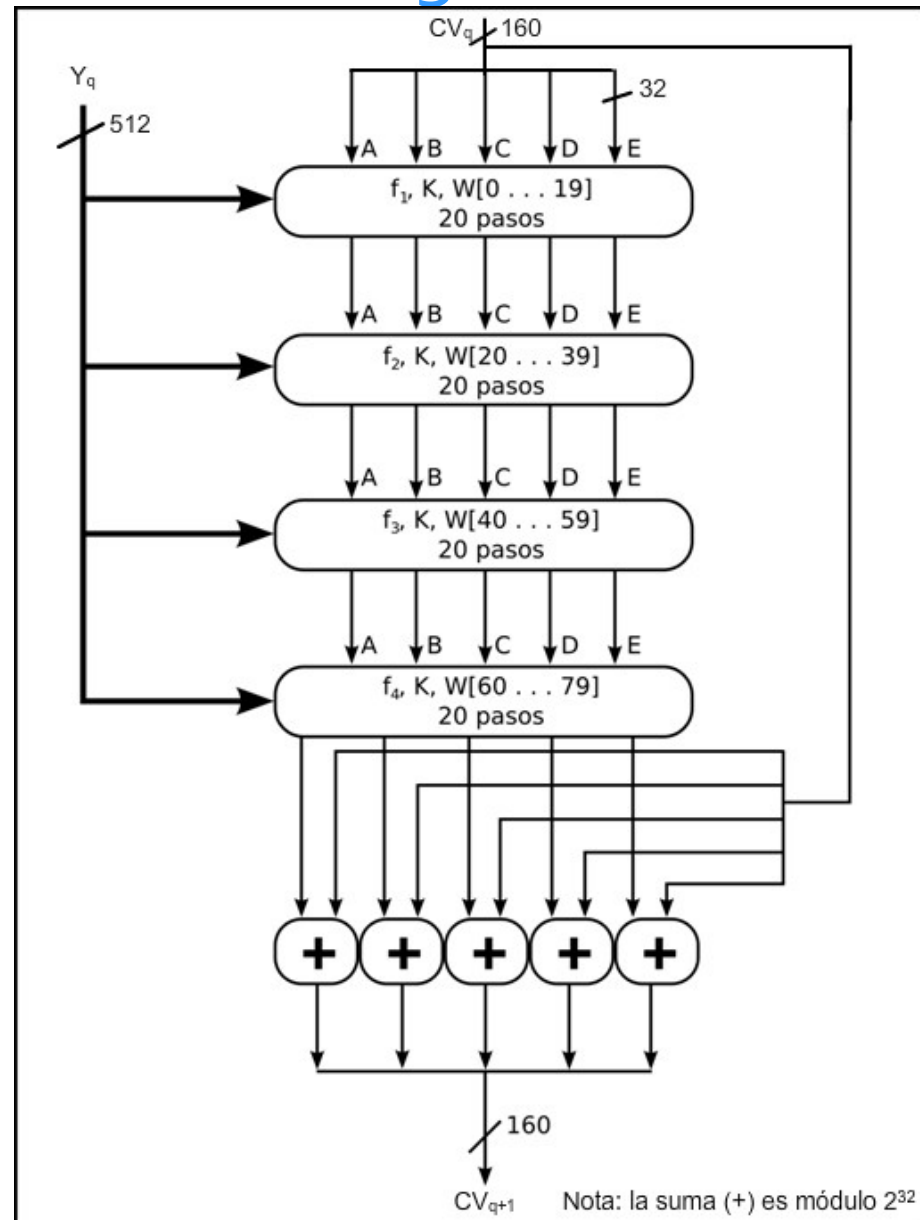 CVq 160
Yq
512
32
A B C D E
f1, K, W[0 . . . 19]
20 pasos
A B C D E
f2, K, W[20 . . . 39]
20 pasos
A B C D E
f3, K, W[40 . . . 59]
20 pasos
A B C D E
f4, K, W[60 . . . 79]
20 pasos
+ + + + +
160
CVq+1 Nota: la suma (+) es módulo 2³²